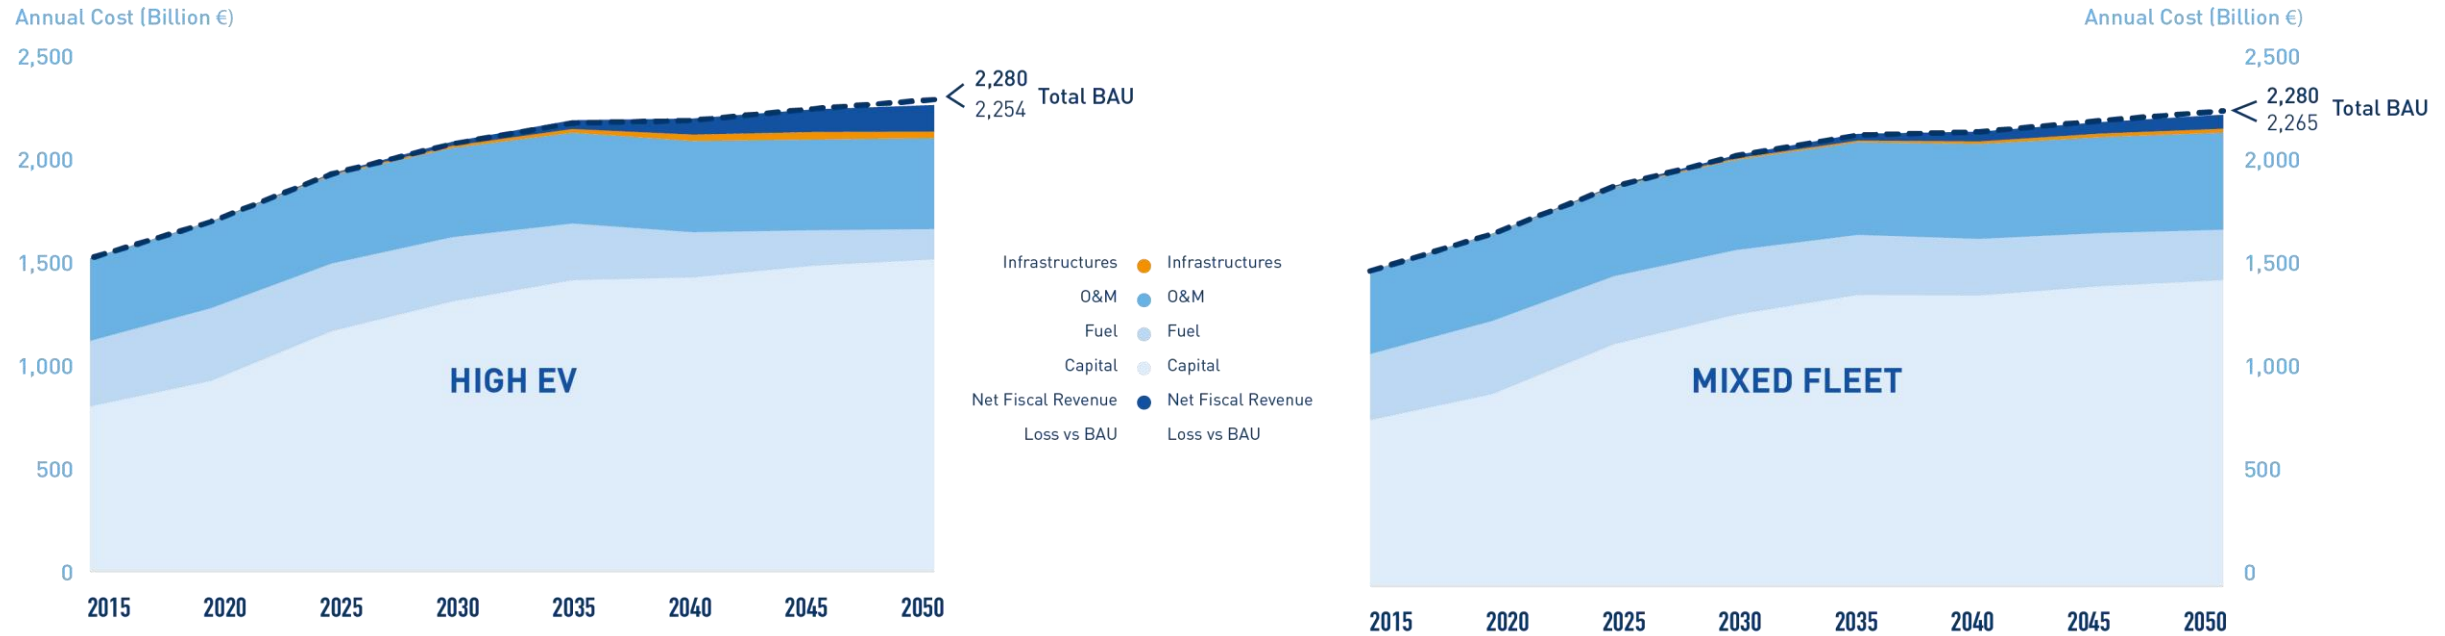 Annual Cost (Billion €)
2,500
2,000
1,500
1,000
500
0
2015 2020 2025 2030 2035 2040 2045 2050
HIGH EV
2,280
2,254
Total BAU
Infrastructures Infrastructures
O&M O&M
Fuel Fuel
Capital Capital
Net Fiscal Revenue Net Fiscal Revenue
Loss vs BAU Loss vs BAU
MIXED FLEET
2,280
2,265
Total BAU
Annual Cost (Billion €)
2,500
2,000
1,500
1,000
500
0
2015 2020 2025 2030 2035 2040 2045 2050